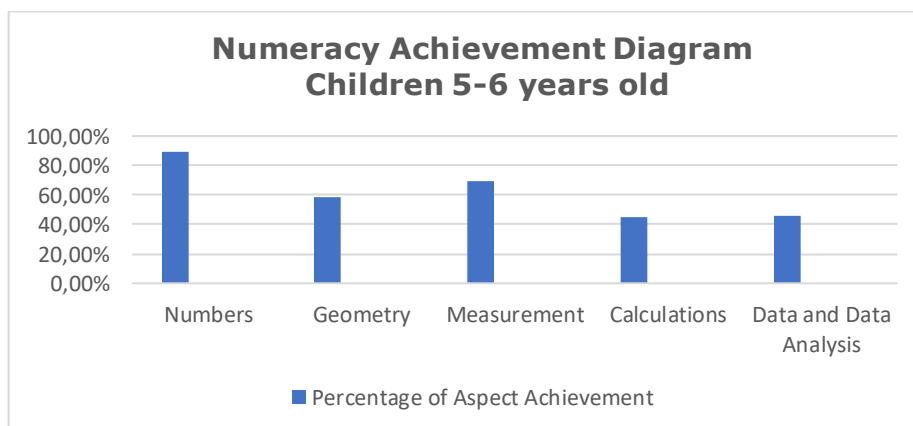 Numeracy Achievement Diagram
Children 5-6 years old
100,00%
80,00%
60,00%
40,00%
20,00%
0,00%
Numbers
Geometry
Measurement
Calculations
Data and Data
Analysis
Percentage of Aspect Achievement